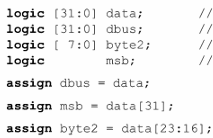 logic [31:0] data; //
logic [31:0] dbus; //
logic [ 7:0] byte2; //
logic msb; //
assign dbus = data;
assign msb = data[31];
assign byte2 = data[23:16];